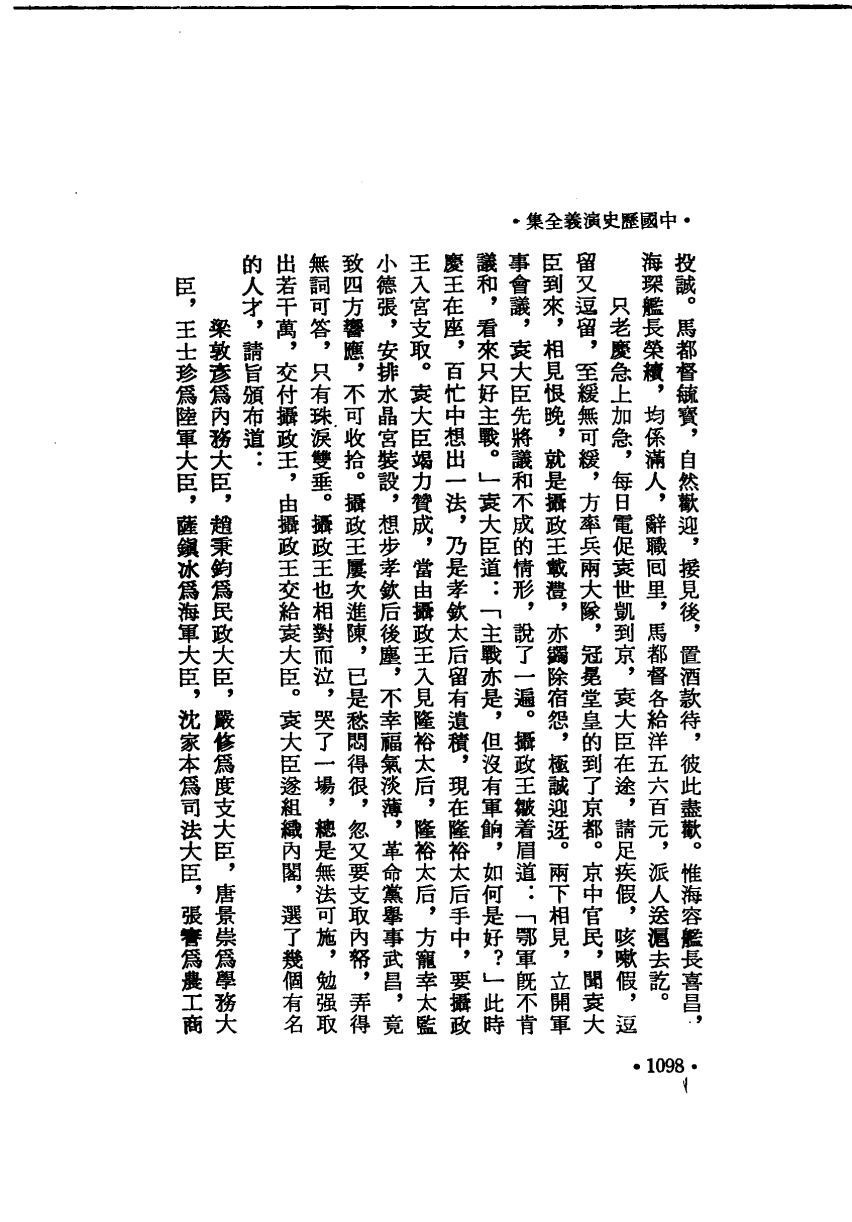 •中國歷史演義全集•
投誠。馬都督毓寶，自然歡迎，接見後，置酒款待，彼此盡歡。惟海容艦長喜昌，
海琛艦長榮續，均係滿人，辭職回里，馬都督各給洋五六百元，派人送滬去訖。
只老慶急上加急，每日電促袁世凱到京，袁大臣在途，請足疾假，咳嗽假，逗
留又逗留，至緩無可緩，方率兵兩大隊，冠冕堂皇的到了京都。京中官民，聞袁大
臣到來，相見恨晚，就是攝政王載灃，亦蠲除宿怨，極誠迎迓。兩下相見，立開軍
事會議，袁大臣先將議和不成的情形，說了一遍。攝政王皺着眉道：「鄂軍既不肯
議和，看來只好主戰。」袁大臣道：「主戰亦是，但沒有軍餉，如何是好？」此時
慶王在座，百忙中想出一法，乃是孝欽太后留有遺積，現在隆裕太后手中，要攝政
王入宮支取。袁大臣竭力贊成，當由攝政王入見隆裕太后，隆裕太后，方寵幸太監
小德張，安排水晶宮裝設，想步孝欽后後塵，不幸福氣淡薄，革命黨舉事武昌，竟
致四方響應，不可收拾。攝政王屢次進陳，已是愁悶得很，忽又要支取內帑，弄得
無詞可答，只有珠淚雙垂。攝政王也相對而泣，哭了一場，總是無法可施，勉强取
出若干萬，交付攝政王，由攝政王交給袁大臣。袁大臣遂組織內閣，選了幾個有名
的人才，請旨頒布道：
梁敦彥爲內務大臣，趙秉鈞爲民政大臣，嚴修爲度支大臣，唐景崇爲學務大
臣，王士珍爲陸軍大臣，薩鎮冰爲海軍大臣，沈家本爲司法大臣，張謇爲農工商
•1098•